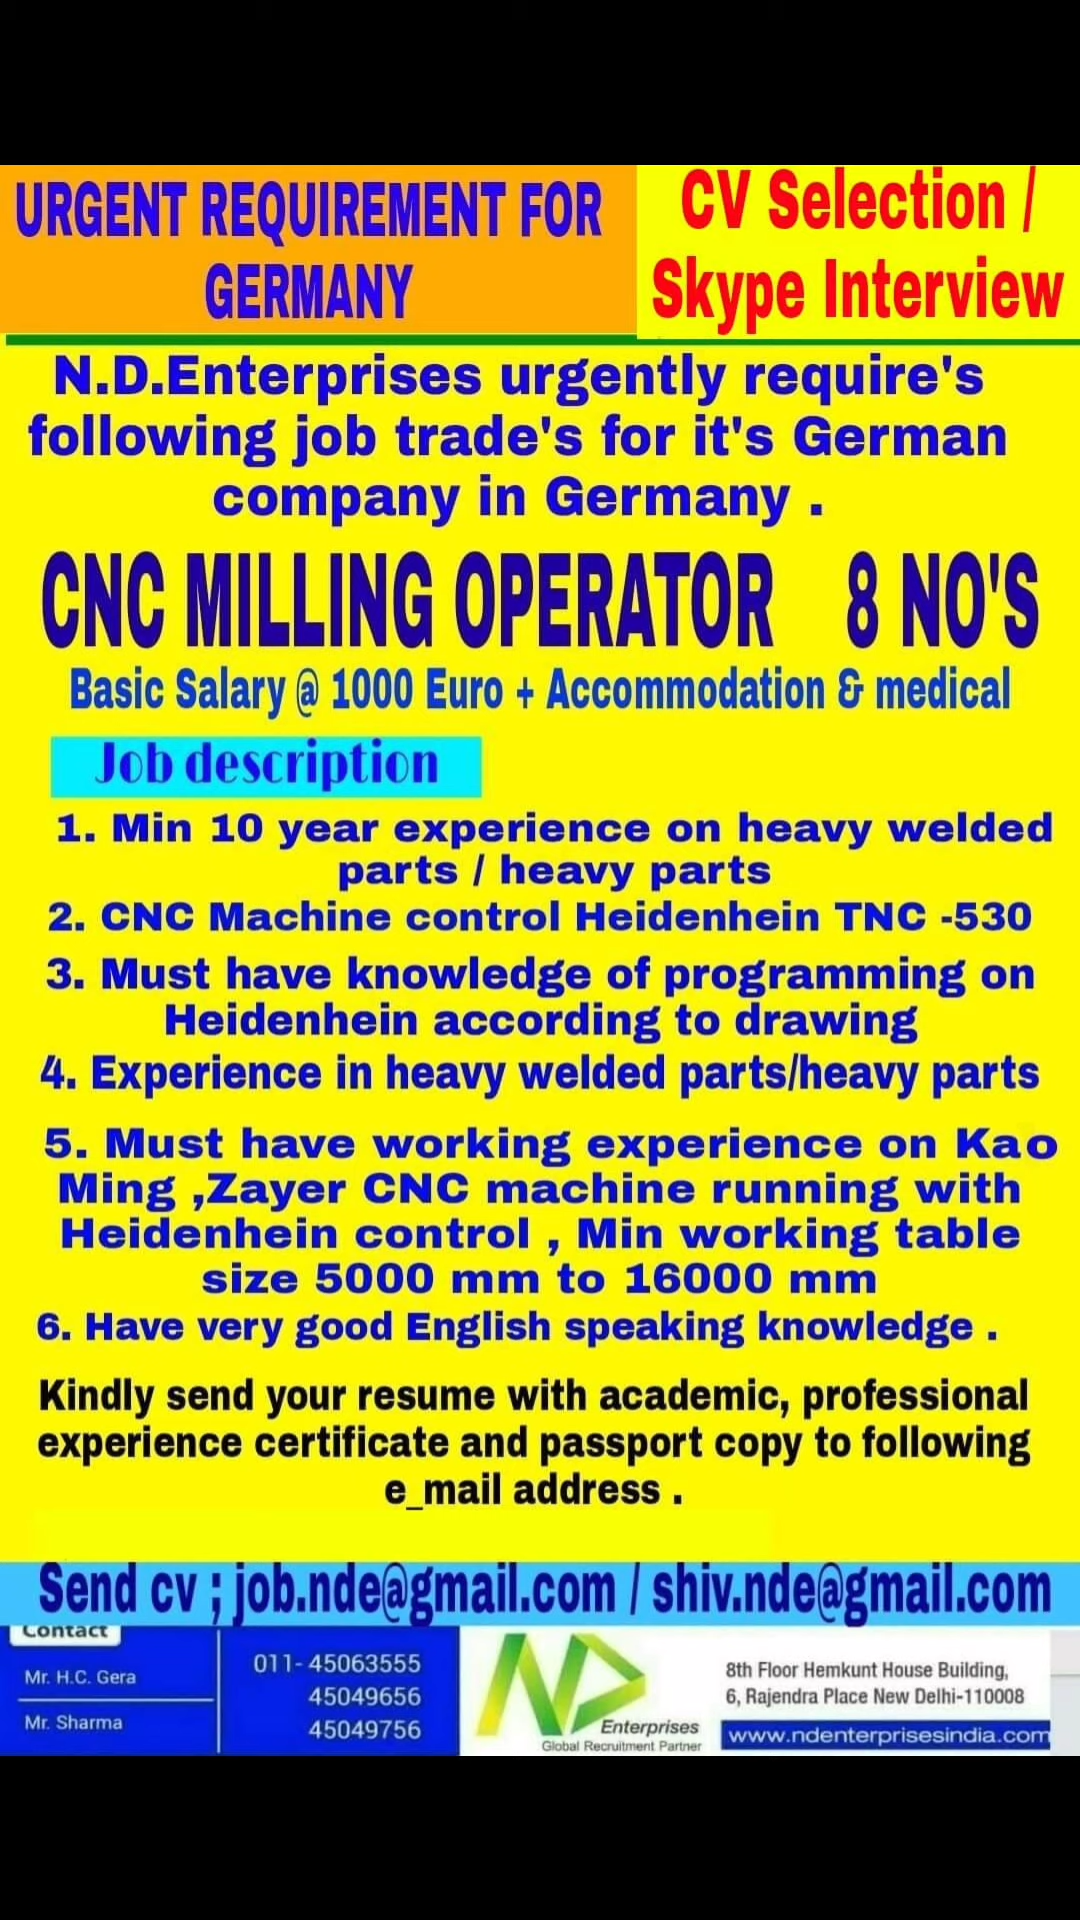 URGENT REQUIREMENT FOR
GERMANY
CV Selection /
Skype Interview
N.D.Enterprises urgently require's
following job trade's for it's German
company in Germany .
CNC MILLING OPERATOR 8 NO'S
Basic Salary @ 1000 Euro + Accommodation & medical
Job description
1. Min 10 year experience on heavy welded
parts / heavy parts
2. CNC Machine control Heidenhein TNC -530
3. Must have knowledge of programming on
Heidenhein according to drawing
4. Experience in heavy welded parts/heavy parts
5. Must have working experience on Kao
Ming ,Zayer CNC machine running with
Heidenhein control , Min working table
size 5000 mm to 16000 mm
6. Have very good English speaking knowledge .
Kindly send your resume with academic, professional
experience certificate and passport copy to following
e_mail address .
Send cv ; job.nde@gmail.com / shiv.nde@gmail.com
Contact
Mr. H.C. Gera
Mr. Sharma
011- 45063555
45049656
45049756
ND
Enterprises
Global Recruitment Partner
8th Floor Hemkunt House Building,
6, Rajendra Place New Delhi-110008
www.ndenterprisesindia.com